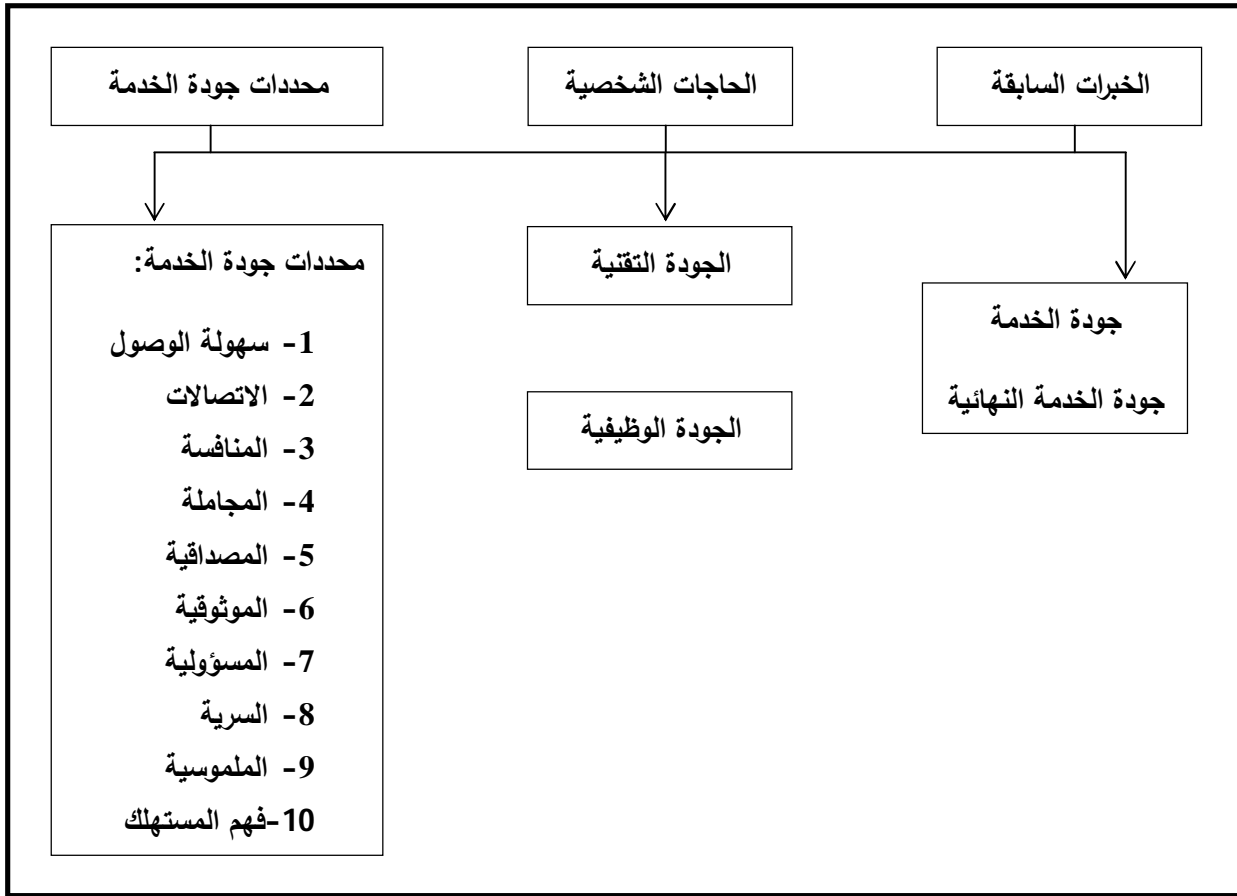 الخبرات السابقة
الحاجات الشخصية
محددات جودة الخدمة
جودة الخدمة
جودة الخدمة النهائية
الجودة التقنية
الجودة الوظيفية
محددات جودة الخدمة:
1- سهولة الوصول
2- الاتصالات
3- المنافسة
4- المجاملة
5- المصداقية
6- الموثوقية
7- المسؤولية
8- السرية
9- الملموسية
10-فهم المستهلك